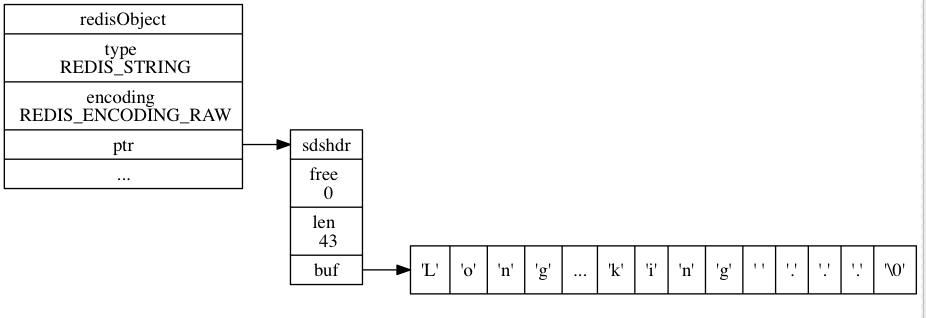 redisObject
type
REDIS_STRING
encoding
REDIS_ENCODING_RAW
ptr
...
sdshdr
free
0
len
43
buf
'L' 'o' 'n' 'g' ... 'k' 'i' 'n' 'g' ' ' '.' '.' '.' '\0'